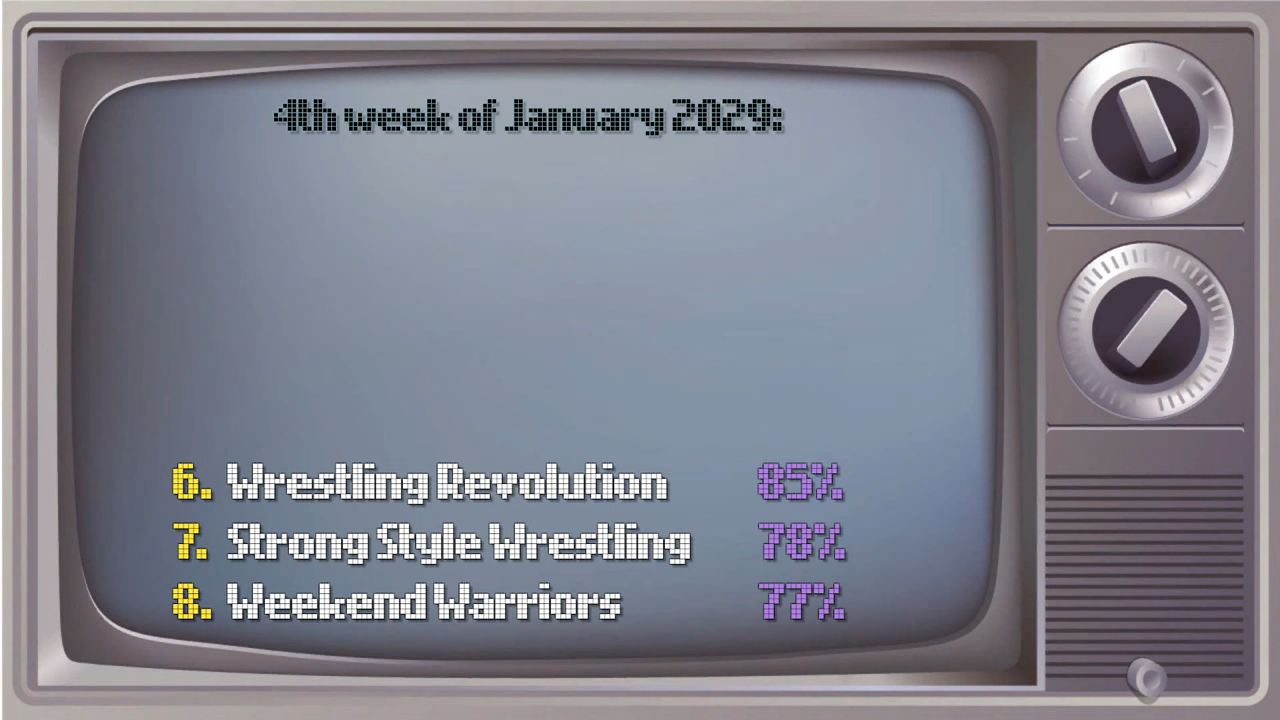 4th week of January 2029:
6. Wrestling Revolution 85%
7. Strong Style Wrestling 78%
8. Weekend Warriors 77%